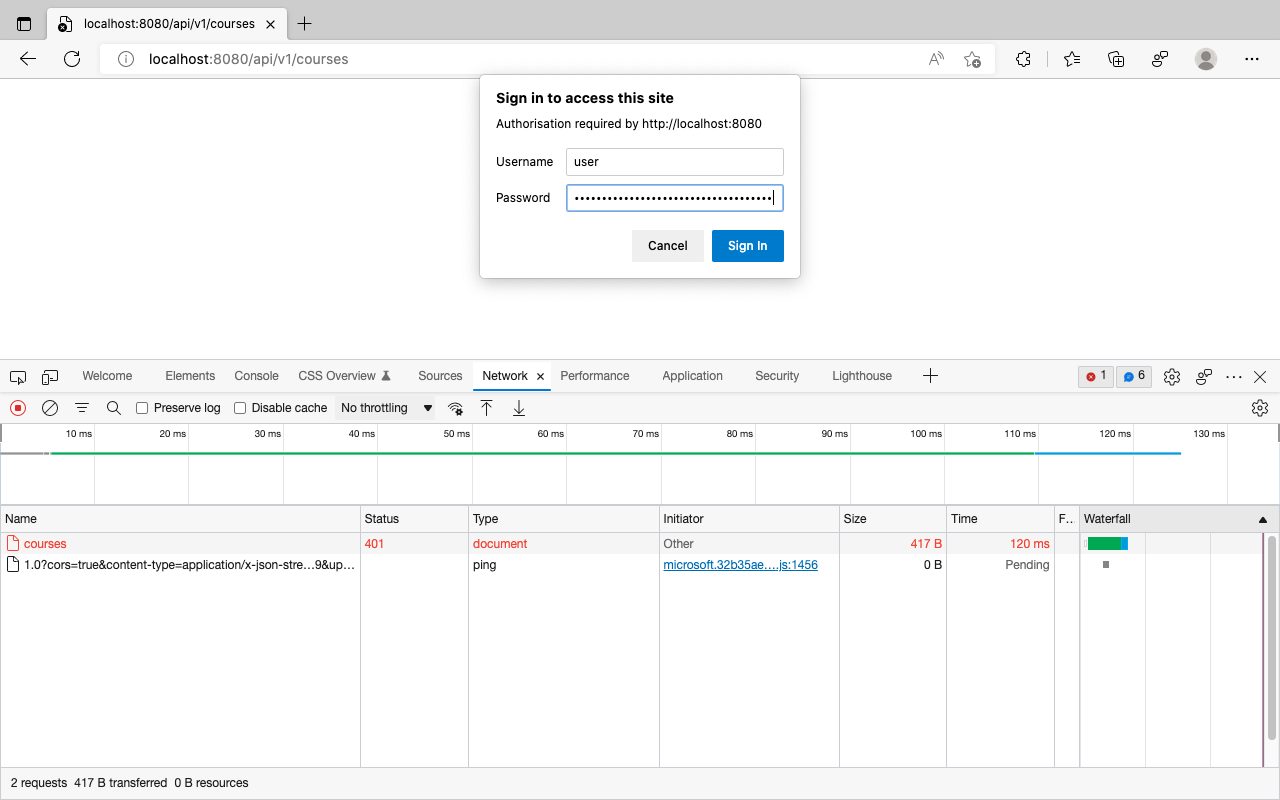 localhost:8080/api/v1/courses
localhost:8080/api/v1/courses
Sign in to access this site
Authorisation required by http://localhost:8080
Username user
Password ••••••••••••••••••••••••••••••••••••
Cancel Sign In
Welcome Elements Console CSS Overview Sources Network Performance Application Security Lighthouse 1 6
Preserve log Disable cache No throttling
10 ms 20 ms 30 ms 40 ms 50 ms 60 ms 70 ms 80 ms 90 ms 100 ms 110 ms 120 ms 130 ms
Name Status Type Initiator Size Time F... Waterfall
courses 401 document Other 417 B 120 ms
1.0?cors=true&content-type=application/x-json-stre...9&up... ping microsoft.32b35ae....js:1456 0 B Pending
2 requests 417 B transferred 0 B resources